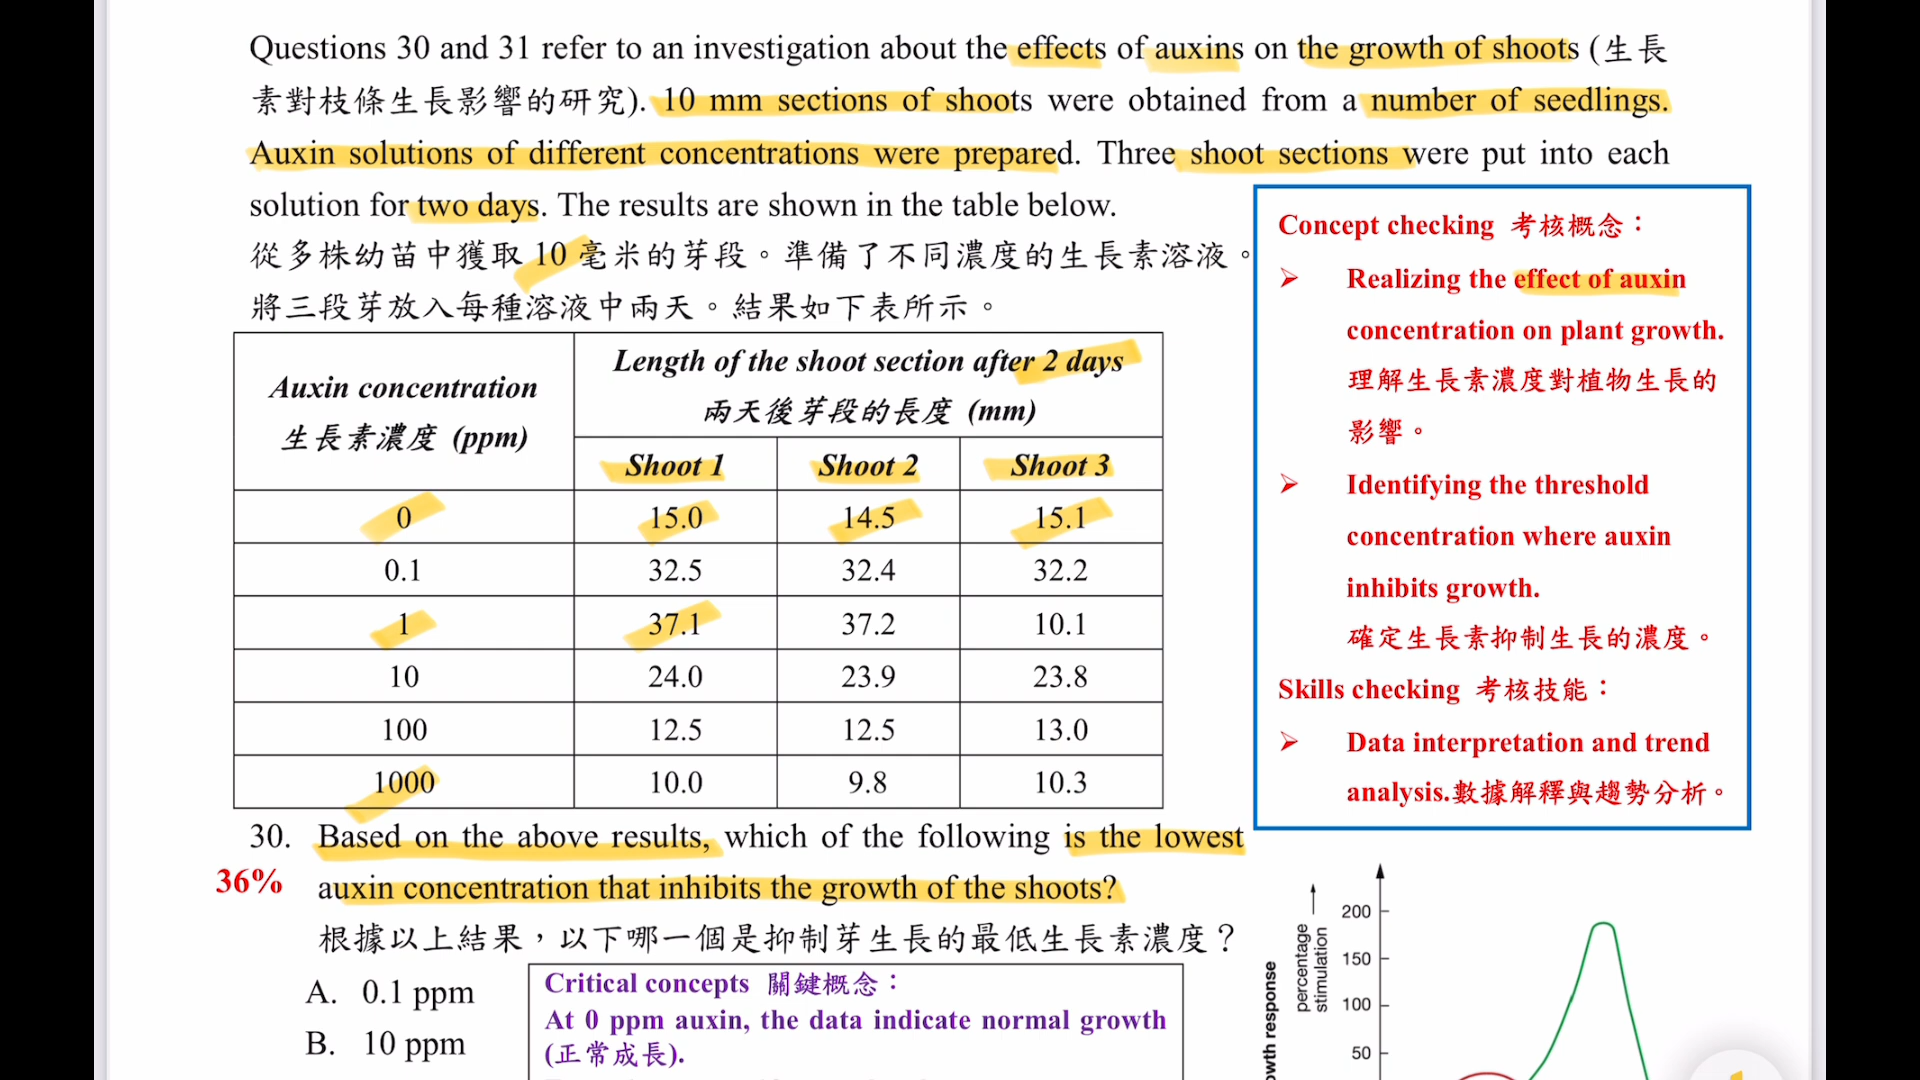 Questions 30 and 31 refer to an investigation about the effects of auxins on the growth of shoots (生長
素對枝條生長影響的研究). 10 mm sections of shoots were obtained from a number of seedlings.
Auxin solutions of different concentrations were prepared. Three shoot sections were put into each
solution for two days. The results are shown in the table below.
從多株幼苗中獲取 10 毫米的芽段。準備了不同濃度的生長素溶液。
將三段芽放入每種溶液中兩天。結果如下表所示。
Auxin concentration
生長素濃度 (ppm)
Length of the shoot section after 2 days
兩天後芽段的長度 (mm)
Shoot 1 Shoot 2 Shoot 3
0 15.0 14.5 15.1
0.1 32.5 32.4 32.2
1 37.1 37.2 10.1
10 24.0 23.9 23.8
100 12.5 12.5 13.0
1000 10.0 9.8 10.3
Concept checking 考核概念：
➢ Realizing the effect of auxin
concentration on plant growth.
理解生長素濃度對植物生長的
影響。
➢ Identifying the threshold
concentration where auxin
inhibits growth.
確定生長素抑制生長的濃度。
Skills checking 考核技能：
➢ Data interpretation and trend
analysis.數據解釋與趨勢分析。
30. Based on the above results, which of the following is the lowest
36% auxin concentration that inhibits the growth of the shoots?
根據以上結果，以下哪一個是抑制芽生長的最低生長素濃度？
A. 0.1 ppm
B. 10 ppm
Critical concepts 關鍵概念：
At 0 ppm auxin, the data indicate normal growth
(正常成長).
percentage
stimulation
200
150
100
50